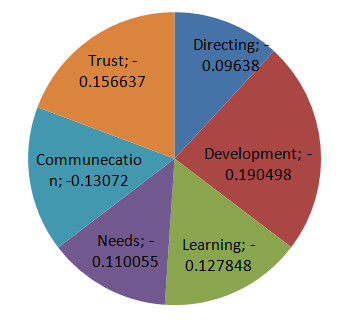 Directing; -
0.09638
Development; -
0.190498
Learning; -
0.127848
Needs; -
0.110055
Communecatio
n; -0.13072
Trust; -
0.156637